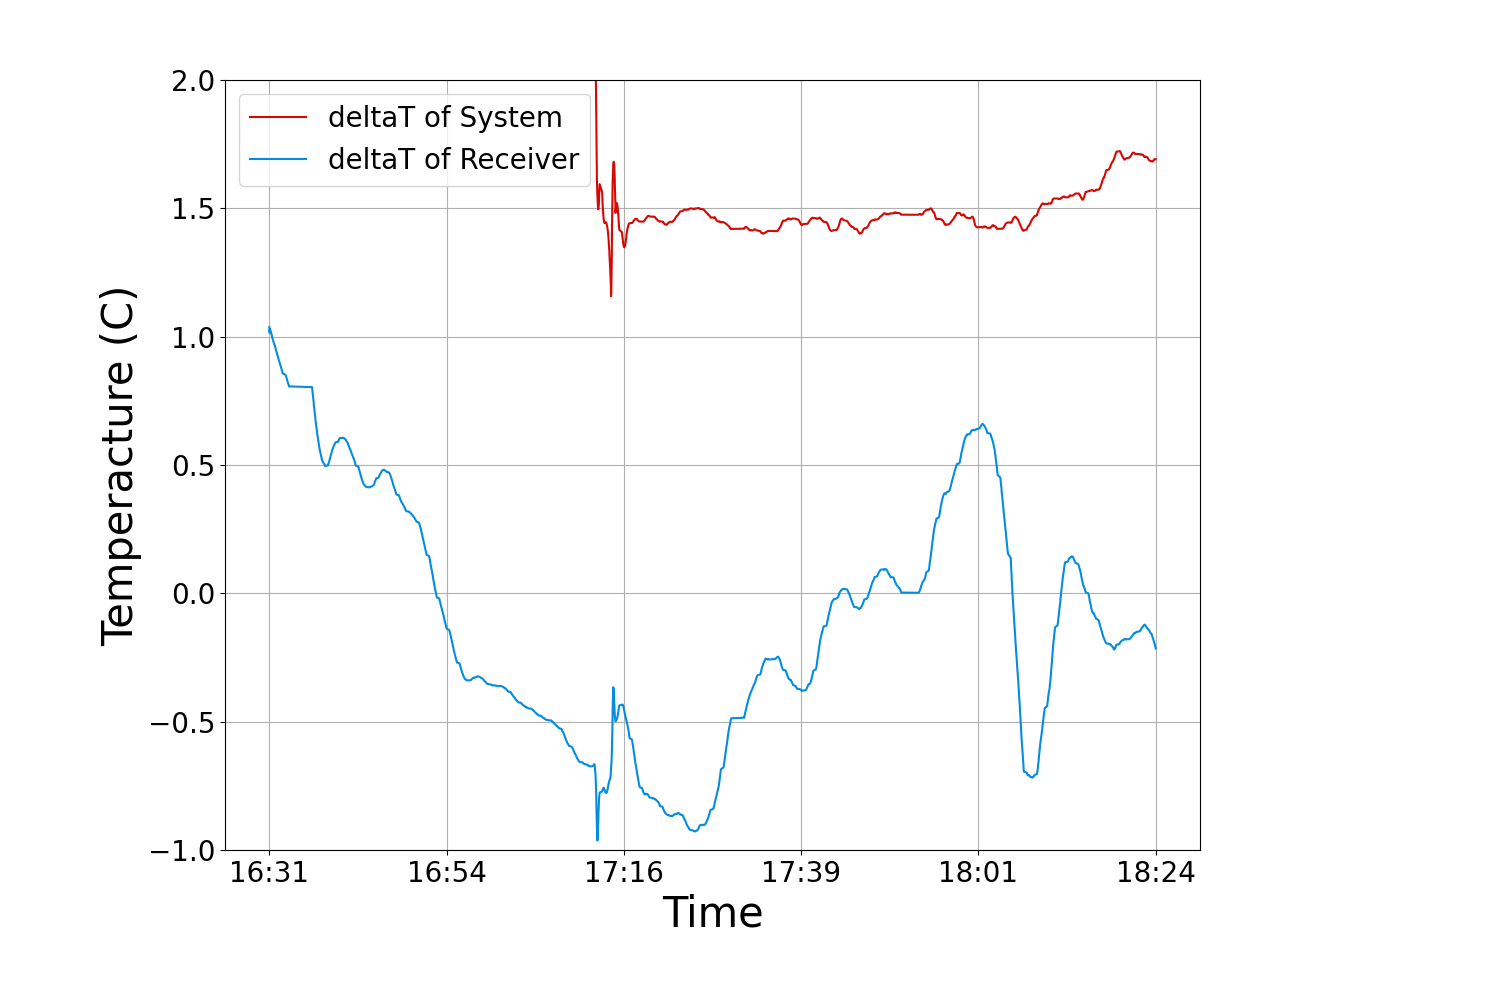 2.0
1.5
1.0
0.5
0.0
−0.5
−1.0
Temperacture (C)
deltaT of System
deltaT of Receiver
16:31 16:54 17:16 17:39 18:01 18:24
Time